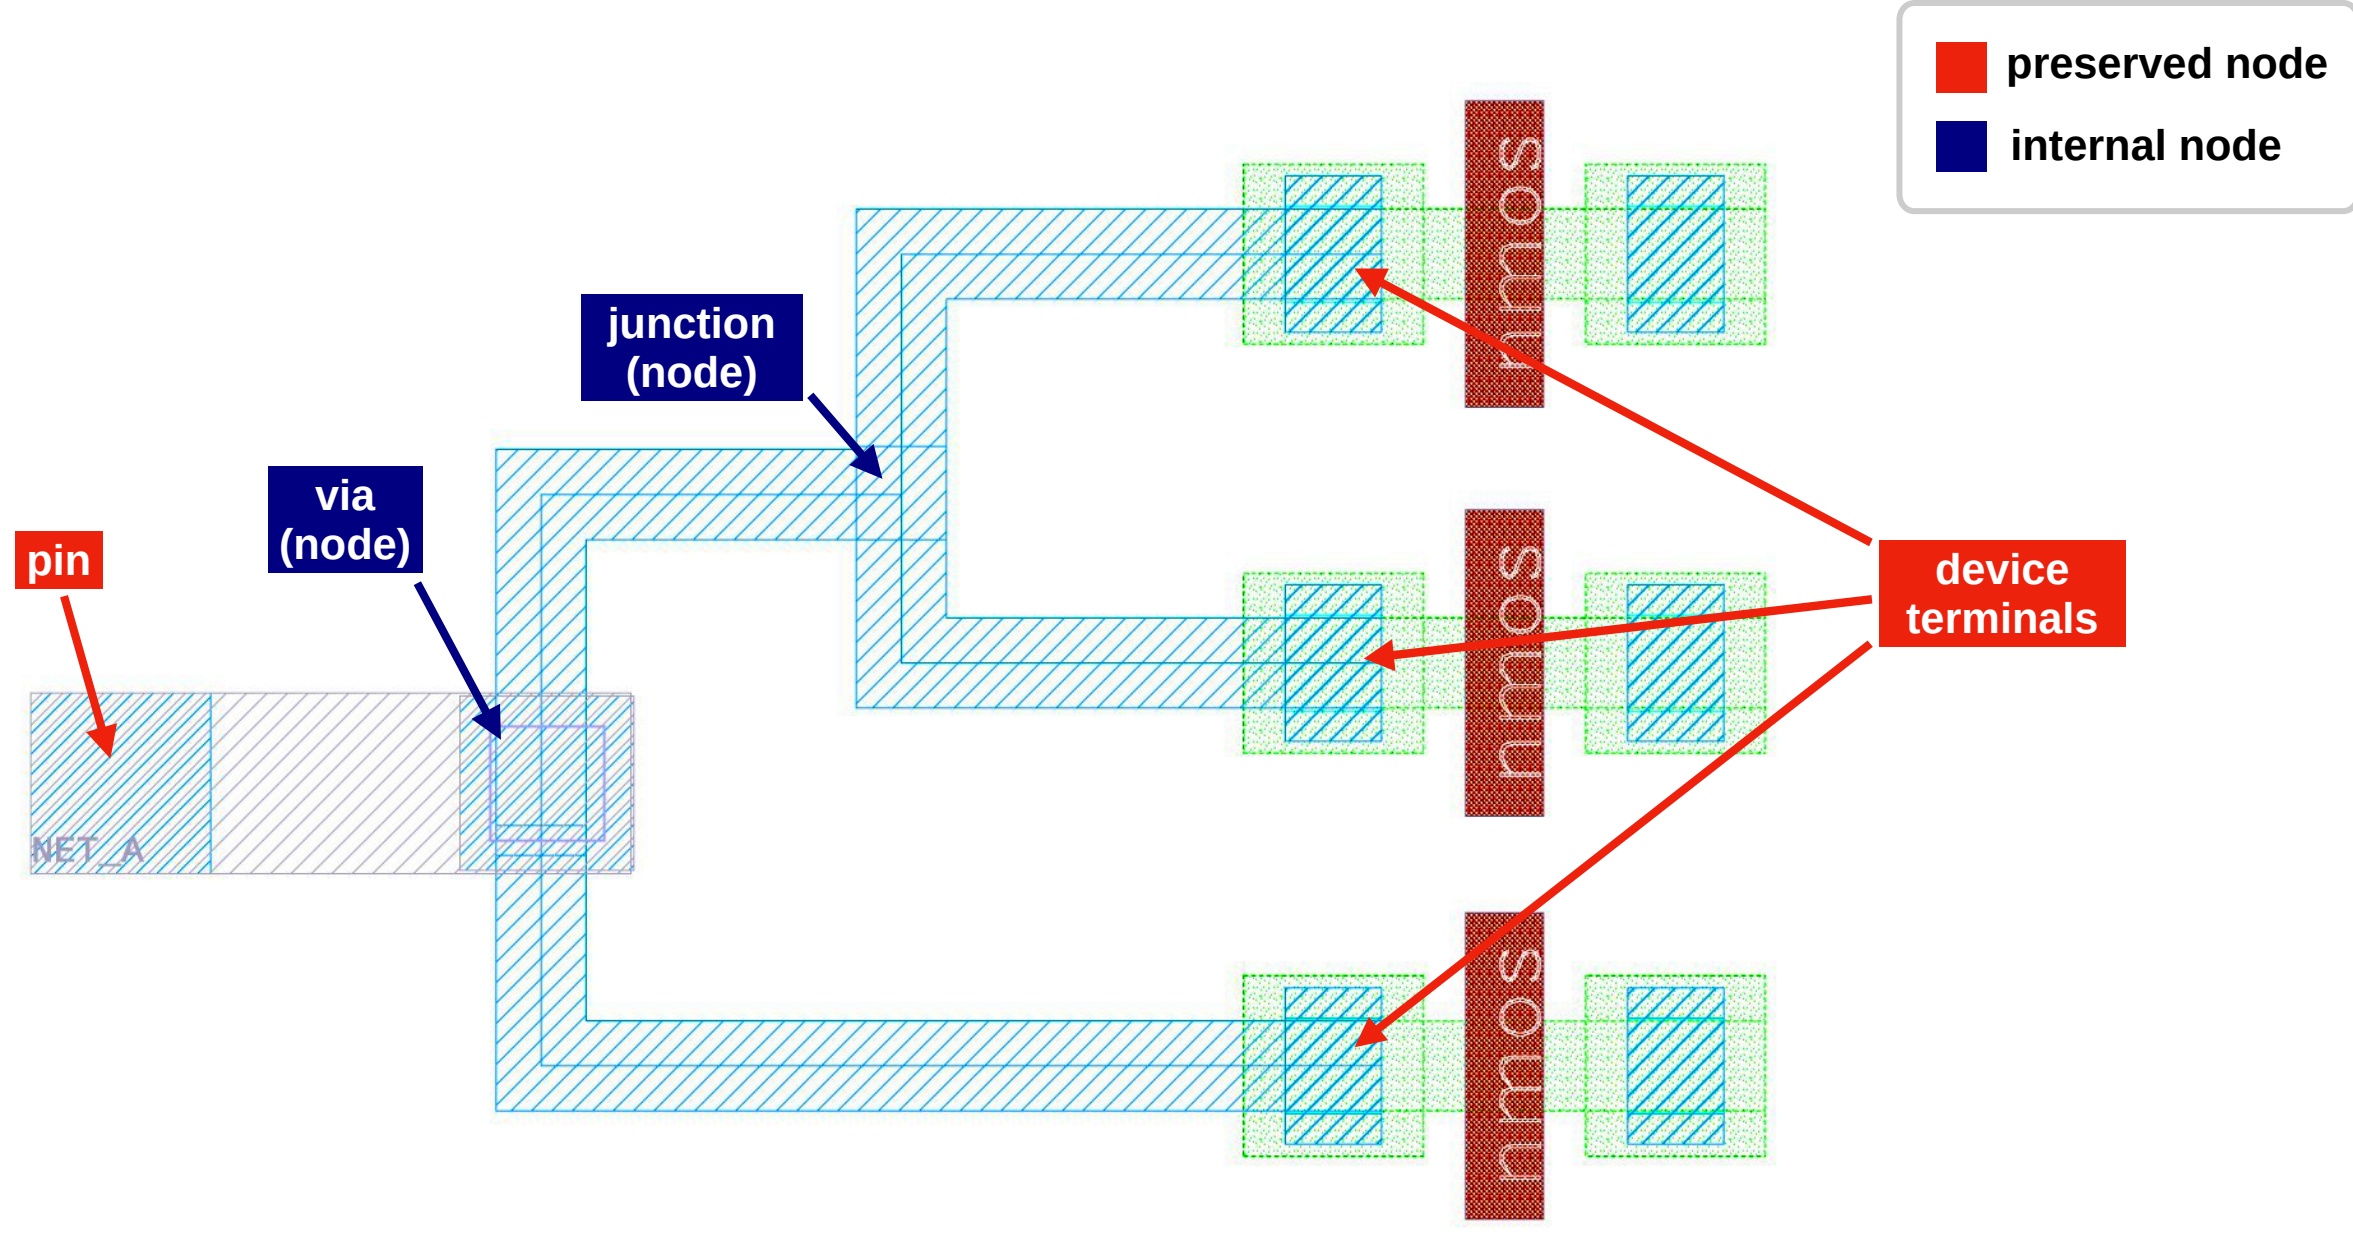 preserved node
internal node
junction
(node)
via
(node)
pin
device
terminals
NET_A
nmos
nmos
nmos